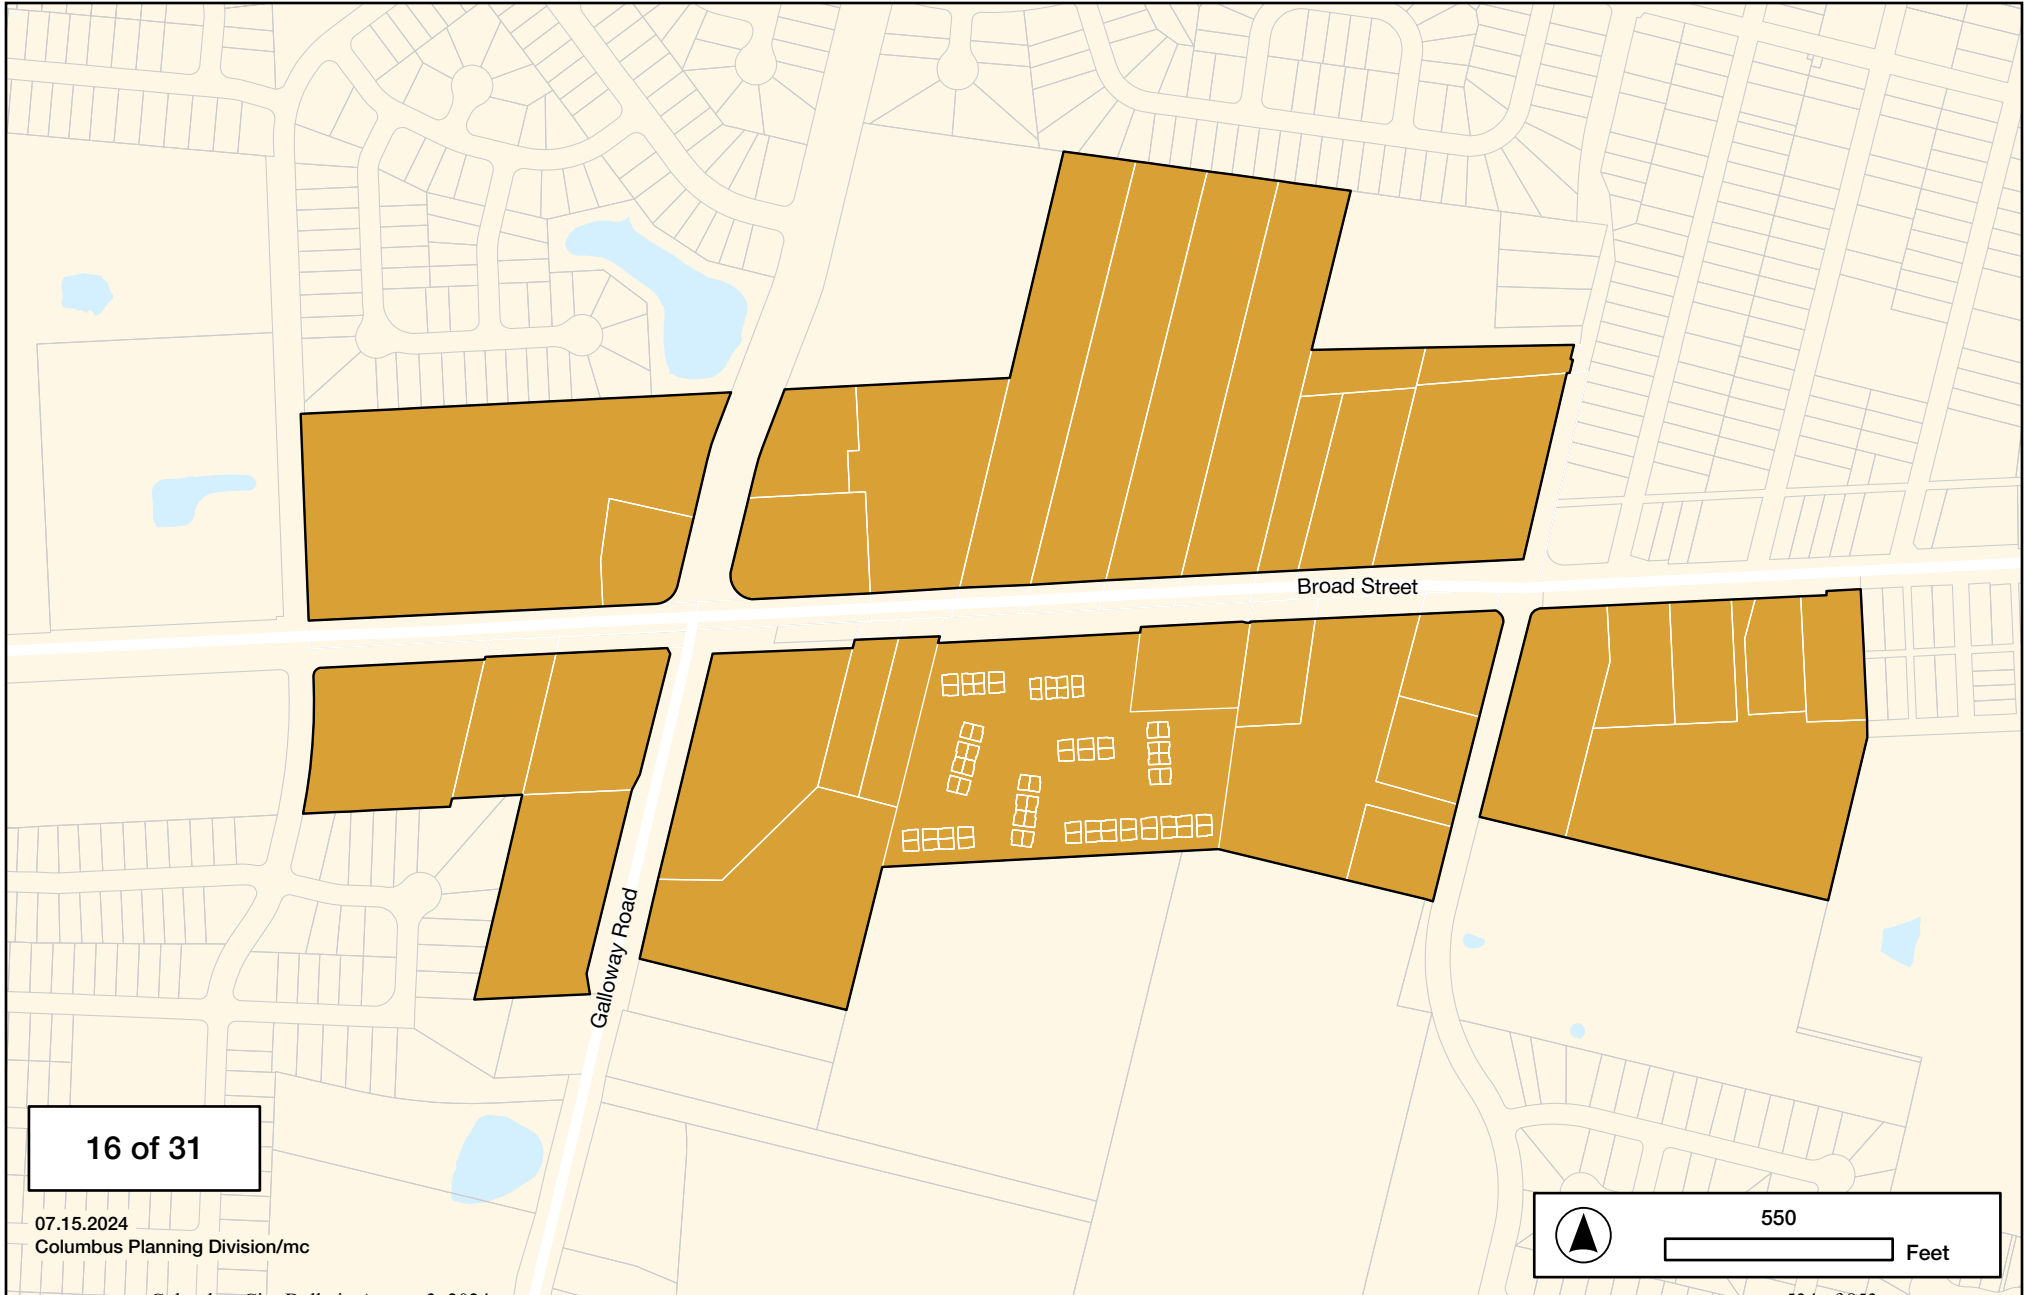 Broad Street
Galloway Road
16 of 31
07.15.2024
Columbus Planning Division/mc
550
Feet